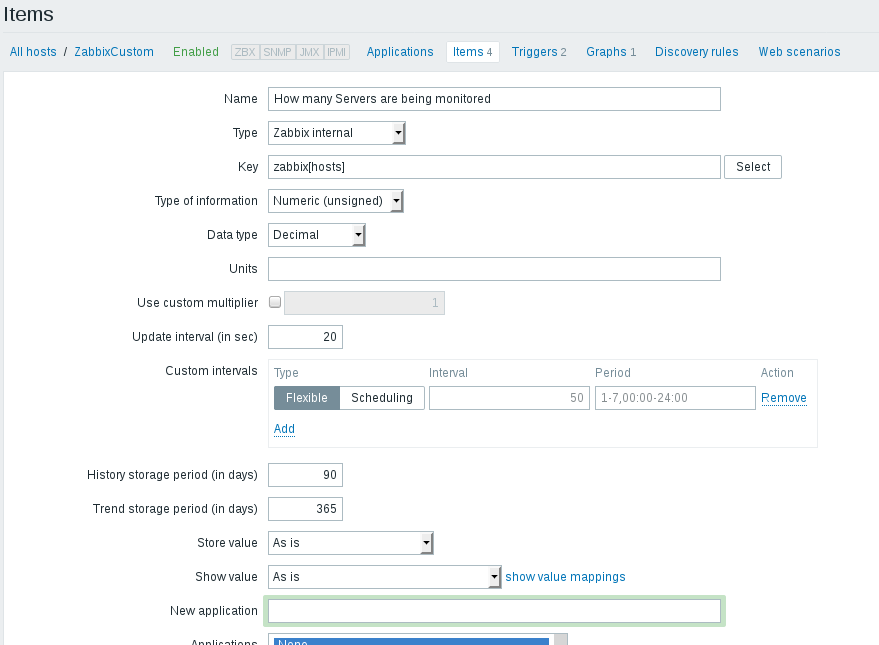 Items
All hosts / ZabbixCustom Enabled ZBX SNMP JMX IPMI Applications Items 4 Triggers 2 Graphs 1 Discovery rules Web scenarios
Name How many Servers are being monitored
Type Zabbix internal
Key zabbix[hosts] Select
Type of information Numeric (unsigned)
Data type Decimal
Units
Use custom multiplier 1
Update interval (in sec) 20
Custom intervals Type Interval Period Action
Flexible Scheduling 50 1-7,00:00-24:00 Remove
Add
History storage period (in days) 90
Trend storage period (in days) 365
Store value As is
Show value As is show value mappings
New application
Applications -None-